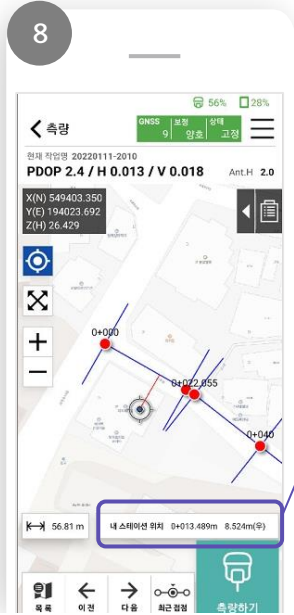 8
56% 28%
측량
GNSS 9 보정 양호 상태 고정
현재 작업명 20220111-2010
PDOP 2.4 / H 0.013 / V 0.018 Ant.H 2.0
X(N) 549403.350
Y(E) 194023.692
Z(H) 26.429
0+000
0+022.055
0+040
56.81 m 내 스테이션 위치 0+013.489m 8.524m(우)
목록 이전 다음 최근접점 측량하기